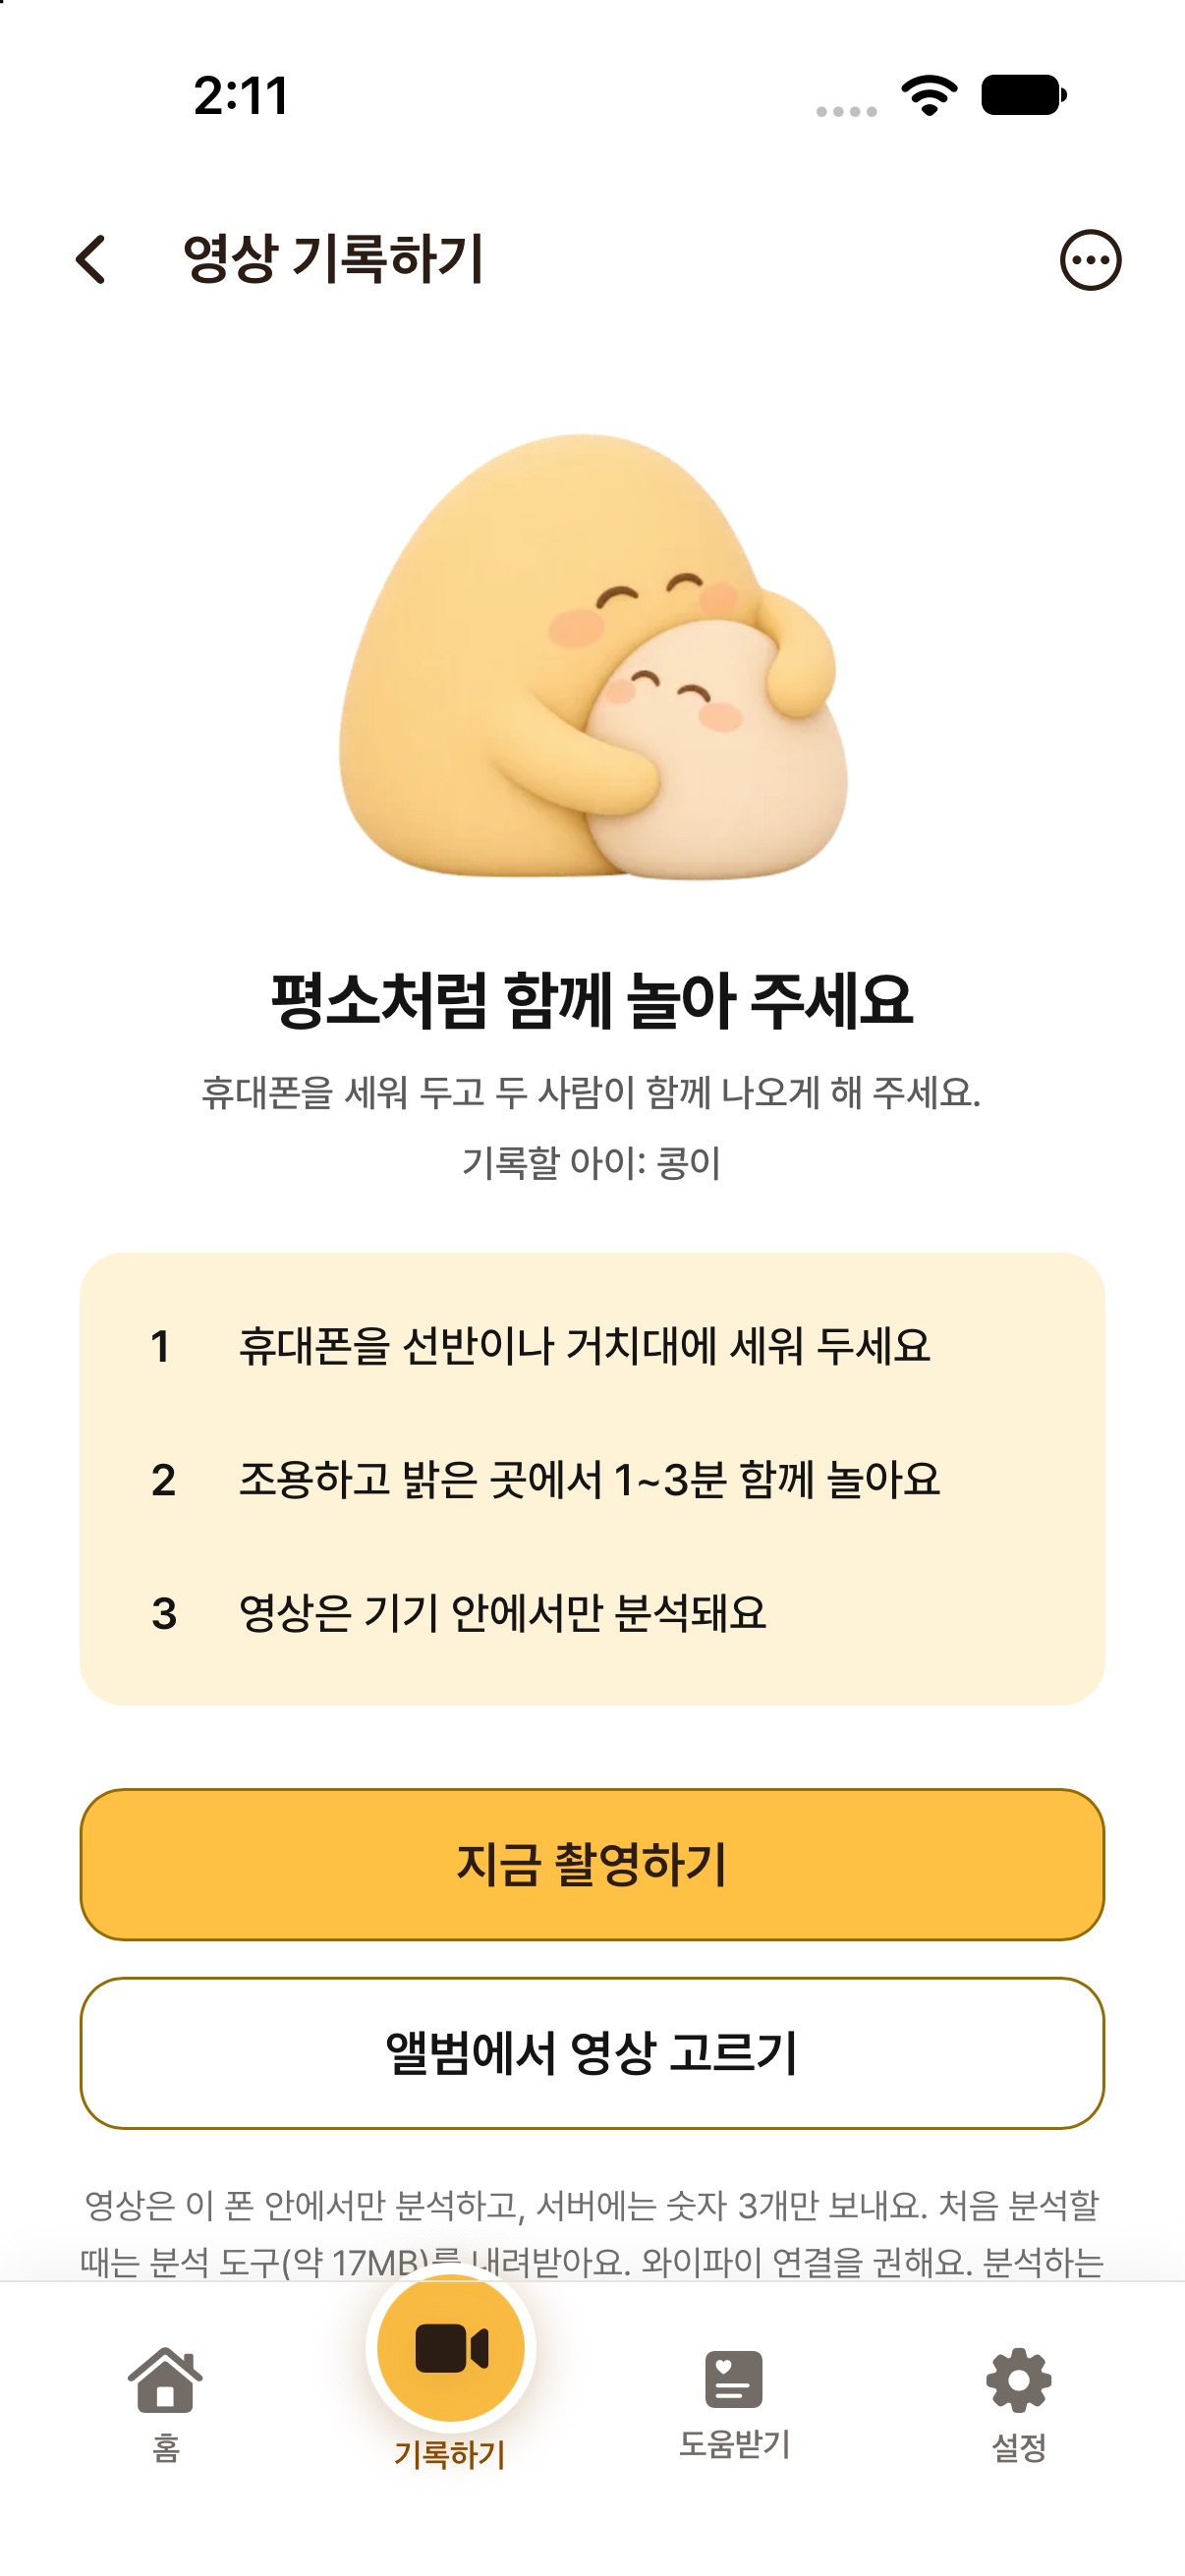 2:11
영상 기록하기
평소처럼 함께 놀아 주세요
휴대폰을 세워 두고 두 사람이 함께 나오게 해 주세요.
기록할 아이: 콩이
1 휴대폰을 선반이나 거치대에 세워 두세요
2 조용하고 밝은 곳에서 1~3분 함께 놀아요
3 영상은 기기 안에서만 분석돼요
지금 촬영하기
앨범에서 영상 고르기
영상은 이 폰 안에서만 분석하고, 서버에는 숫자 3개만 보내요. 처음 분석할
때는 분석 도구(약 17MB)를 내려받아요. 와이파이 연결을 권해요. 분석하는
홈
기록하기
도움받기
설정